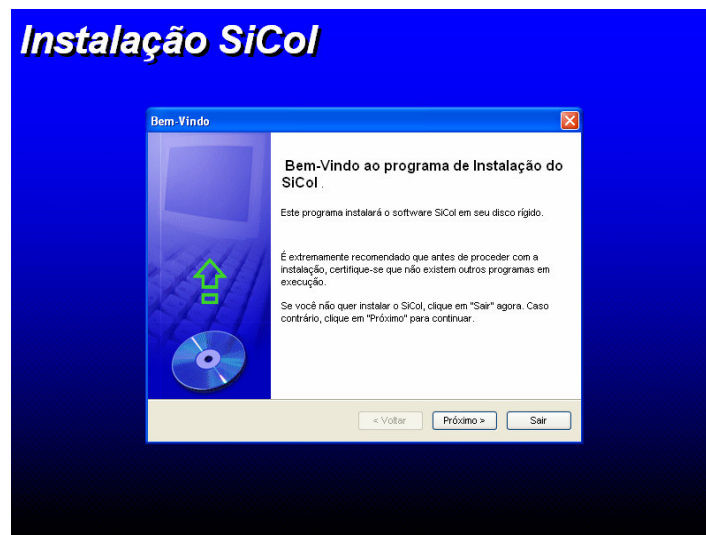 Instalação SiCol
Bem-Vindo
Bem-Vindo ao programa de Instalação do
SiCol .
Este programa instalará o software SiCol em seu disco rígido.
É extremamente recomendado que antes de proceder com a
instalação, certifique-se que não existem outros programas em
execução.
Se você não quer instalar o SiCol, clique em "Sair" agora. Caso
contrário, clique em "Próximo" para continuar.
« Voltar
Próximo »
Sair